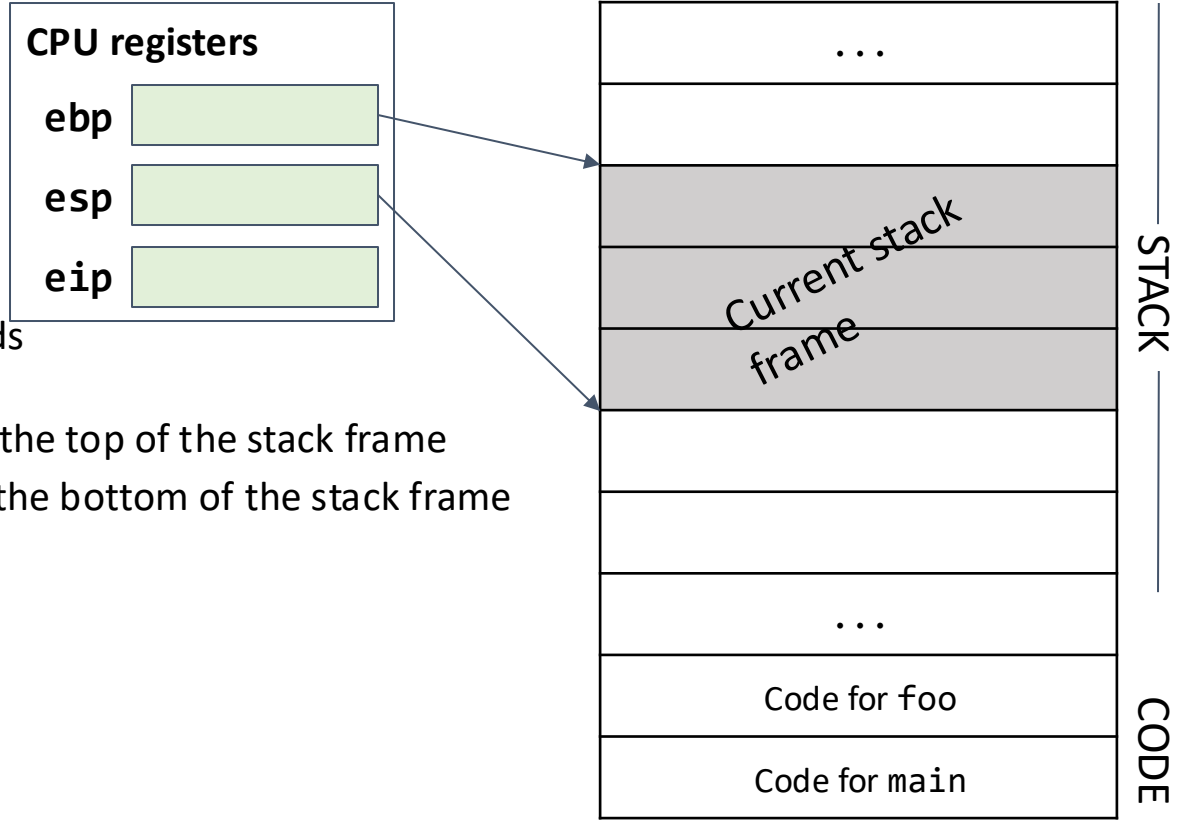 CPU registers
ebp
esp
eip
ds
the top of the stack frame
the bottom of the stack frame
...
Current stack
frame
...
Code for foo
Code for main
STACK
CODE